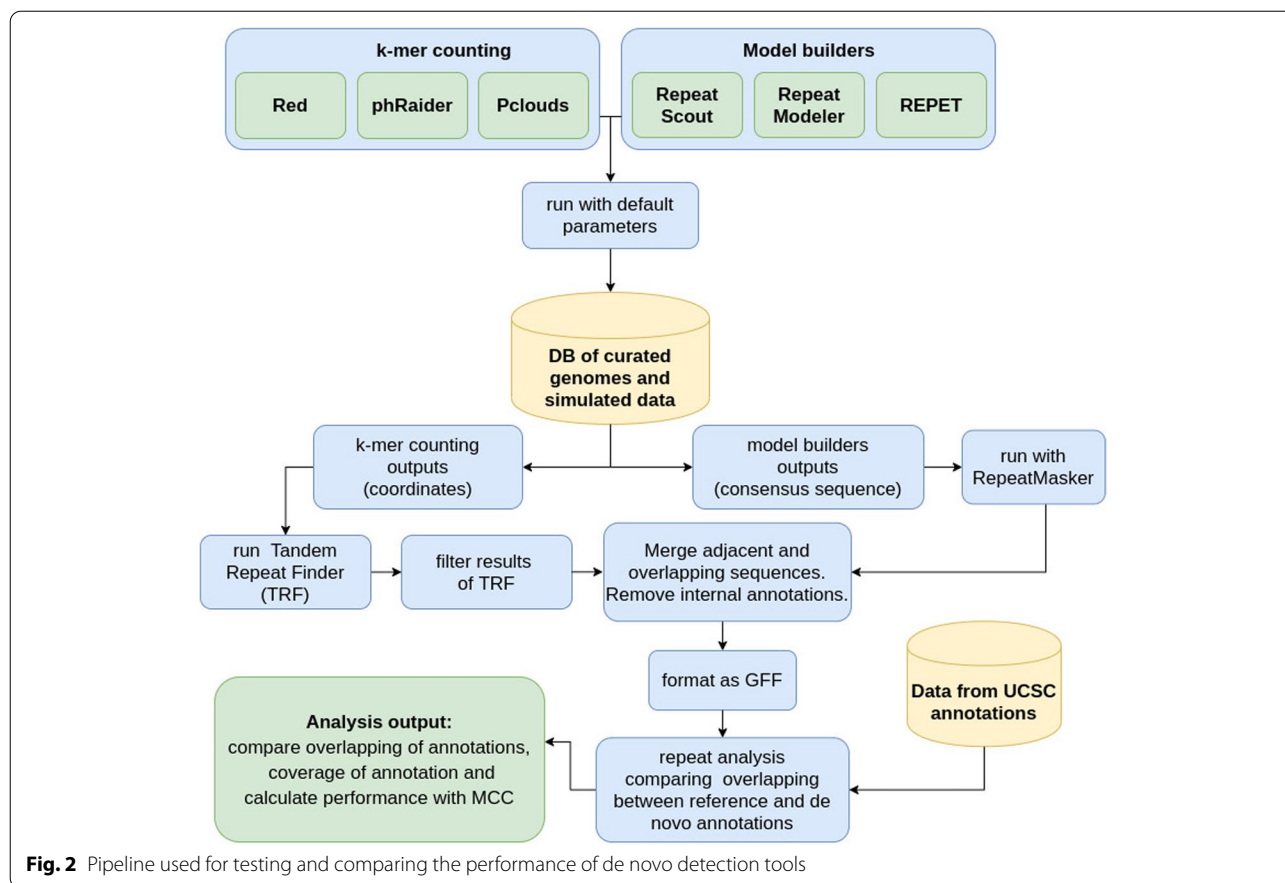 k-mer counting
Red
phRaider
Pclouds
Model builders
Repeat
Scout
Repeat
Modeler
REPET
run with default
parameters
DB of curated
genomes and
simulated data
k-mer counting
outputs
(coordinates)
model builders
outputs
(consensus sequence)
run with
RepeatMasker
run Tandem
Repeat Finder
(TRF)
filter results
of TRF
Merge adjacent and
overlapping sequences.
Remove internal annotations.
format as GFF
Data from UCSC
annotations
Analysis output:
compare overlapping of annotations,
coverage of annotation and
calculate performance with MCC
repeat analysis
comparing overlapping
between reference and de
novo annotations
Fig. 2 Pipeline used for testing and comparing the performance of de novo detection tools